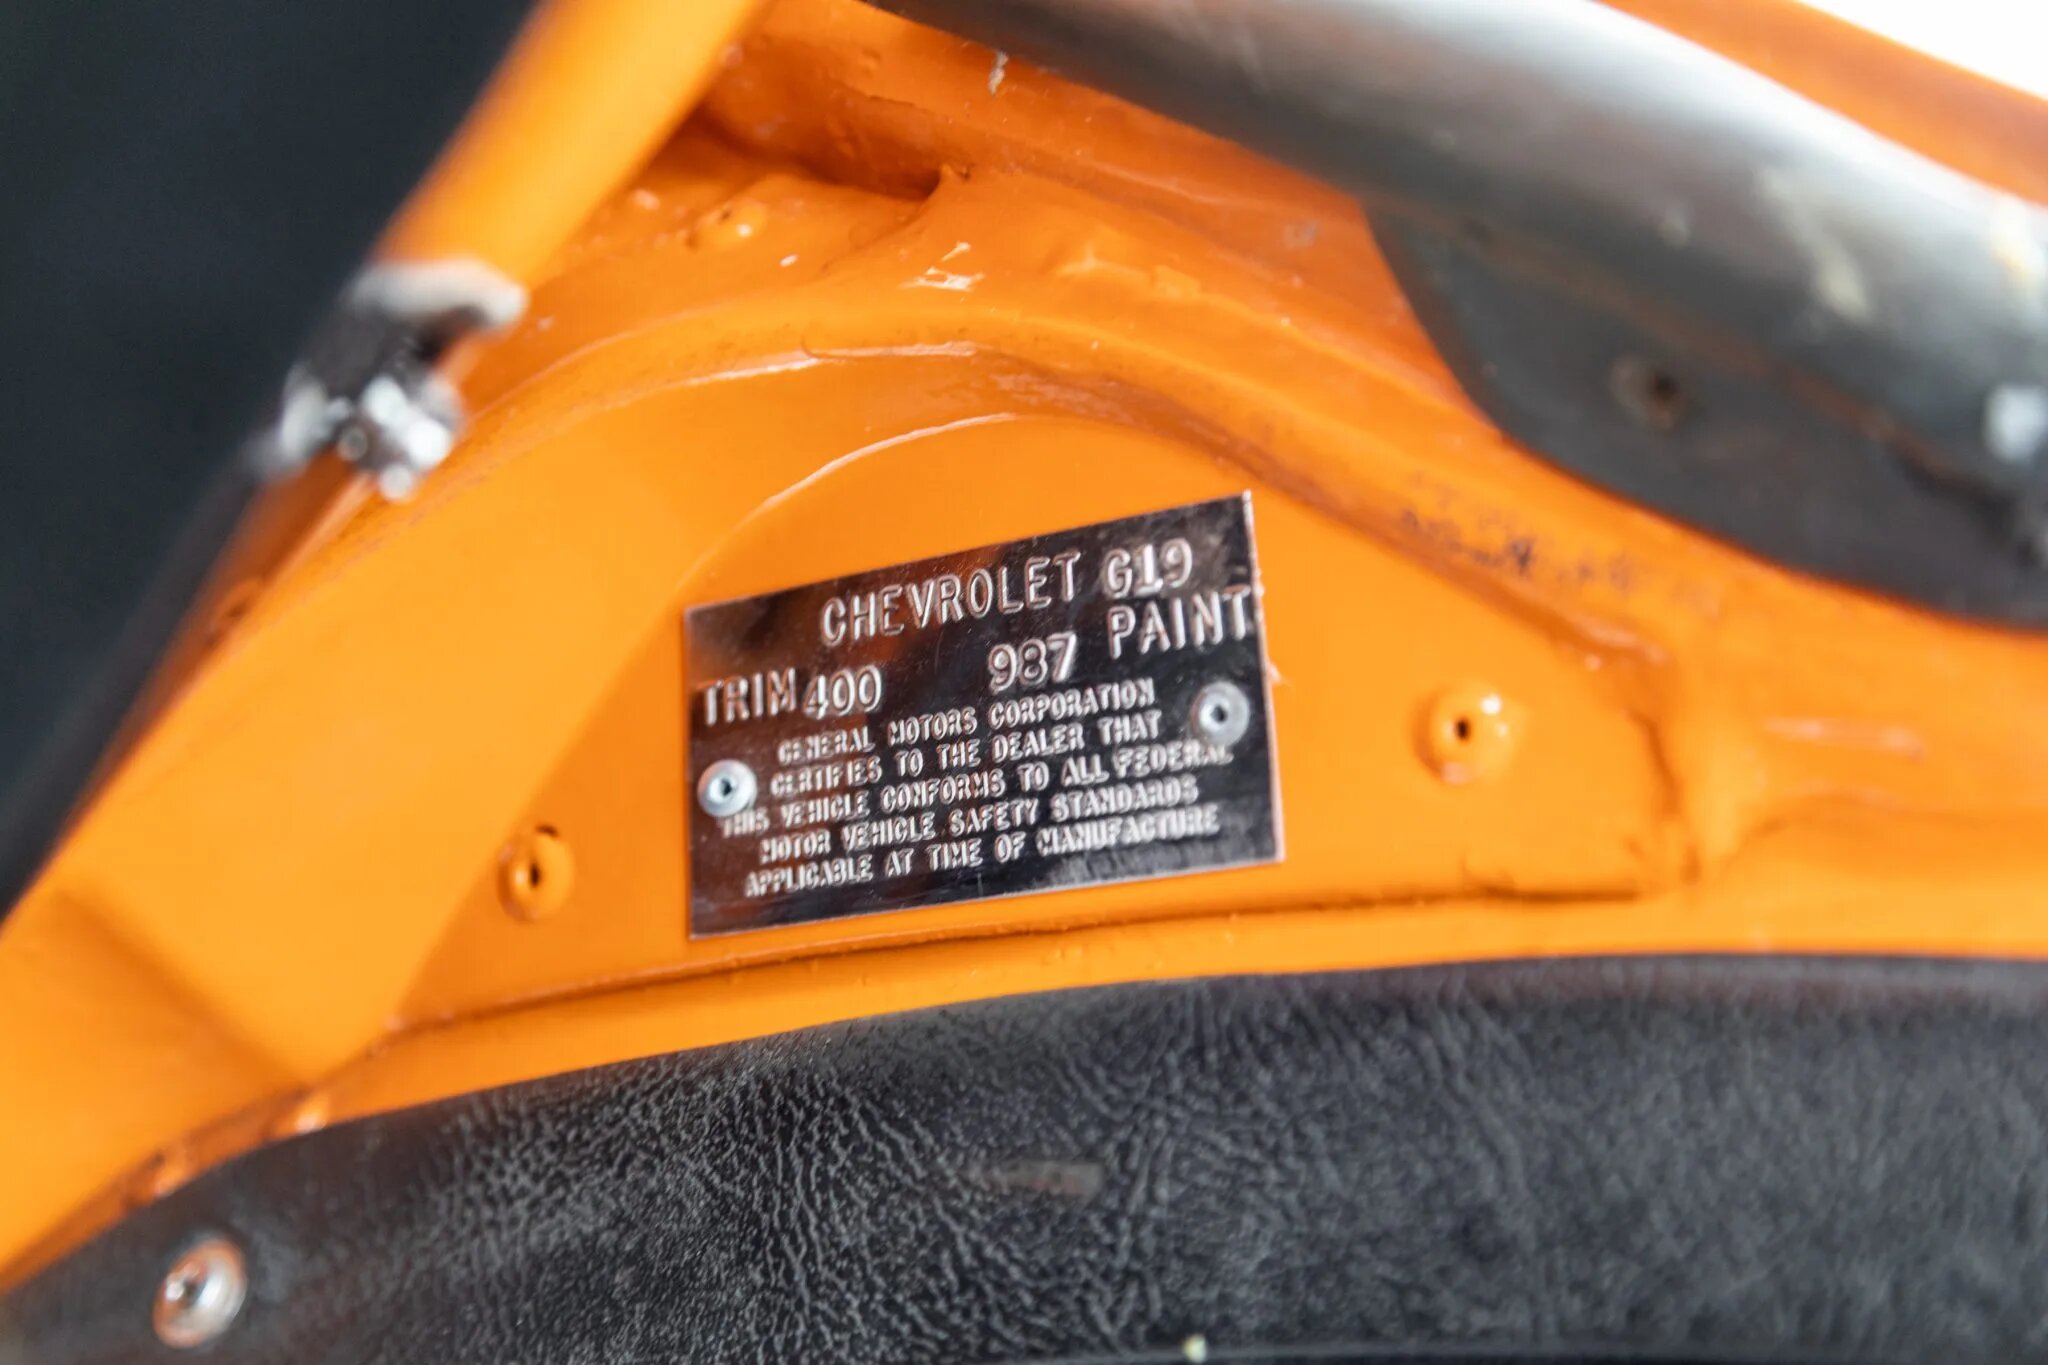 CHEVROLET G19
TRIM 400 987 PAINT
GENERAL MOTORS CORPORATION
CERTIFIES TO THE DEALER THAT
THIS VEHICLE CONFORMS TO ALL FEDERAL
MOTOR VEHICLE SAFETY STANDARDS
APPLICABLE AT TIME OF MANUFACTURE